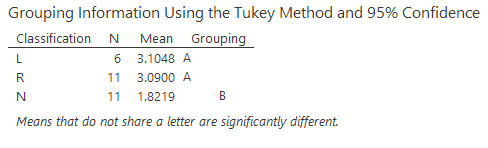 Grouping Information Using the Tukey Method and 95% Confidence
Classification N Mean Grouping
L 6 3.1048 A
R 11 3.0900 A
N 11 1.8219 B
Means that do not share a letter are significantly different.